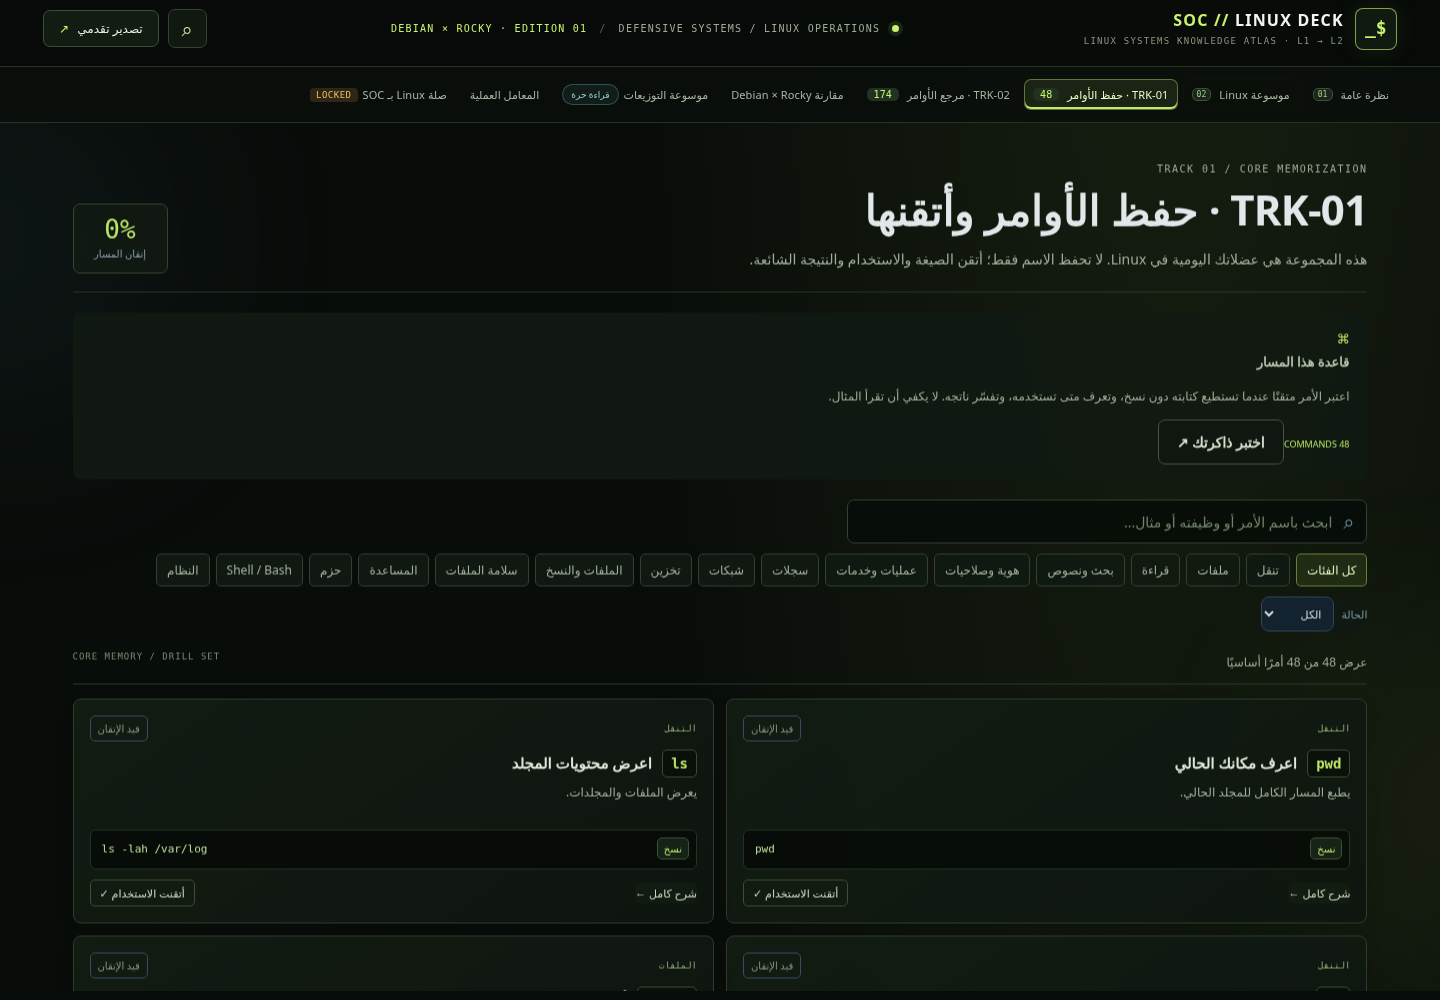 $_ SOC // LINUX DECK
LINUX SYSTEMS KNOWLEDGE ATLAS · L1 → L2
DEBIAN × ROCKY · EDITION 01 / DEFENSIVE SYSTEMS / LINUX OPERATIONS
تصدير تقدمي ↗
نظرة عامة 01
موسوعة Linux 02
TRK-01 · حفظ الأوامر 48
TRK-02 · مرجع الأوامر 174
مقارنة Debian × Rocky
موسوعة التوزيعات قراءة حرة
المعامل العملية
صلة Linux بـ SOC LOCKED
TRACK 01 / CORE MEMORIZATION
TRK-01 · حفظ الأوامر وأتقنها
هذه المجموعة هي عضلاتك اليومية في Linux. لا تحفظ الاسم فقط؛ أتقن الصيغة والاستخدام والنتيجة الشائعة.
0%
إتقان المسار
⌘
قاعدة هذا المسار
اعتبر الأمر متقنًا عندما تستطيع كتابته دون نسخ، وتعرف متى تستخدمه، وتفسّر ناتجه. لا يكفي أن تقرأ المثال.
48 COMMANDS
اختبر ذاكرتك ↗
ابحث باسم الأمر أو وظيفته أو مثال...
كل الفئات
تنقل
ملفات
قراءة
بحث ونصوص
هوية وصلاحيات
عمليات وخدمات
سجلات
شبكات
تخزين
الملفات والنسخ
سلامة الملفات
المساعدة
حزم
Shell / Bash
النظام
الحالة الكل
عرض 48 من 48 أمرًا أساسيًا
CORE MEMORY / DRILL SET
التنقل
قيد الإتقان
pwd اعرف مكانك الحالي
يطبع المسار الكامل للمجلد الحالي.
نسخ pwd
شرح كامل ←
أتقنت الاستخدام ✓
التنقل
قيد الإتقان
ls اعرض محتويات المجلد
يعرض الملفات والمجلدات.
نسخ ls -lah /var/log
شرح كامل ←
أتقنت الاستخدام ✓
التنقل
قيد الإتقان
الملفات
قيد الإتقان